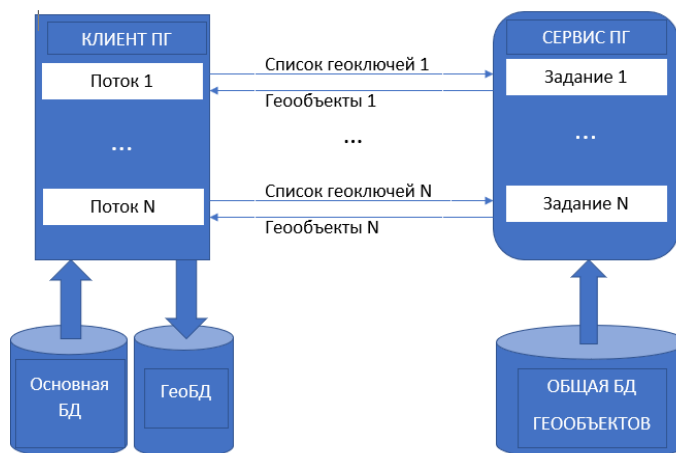 КЛИЕНТ ПГ
СЕРВИС ПГ
Список геоключей 1
Поток 1
Задание 1
Геообъекты 1
...
...
...
Список геоключей N
Поток N
Задание N
Геообъекты N
Основная
БД
ГеоБД
ОБЩАЯ БД
ГЕООБЪЕКТОВ